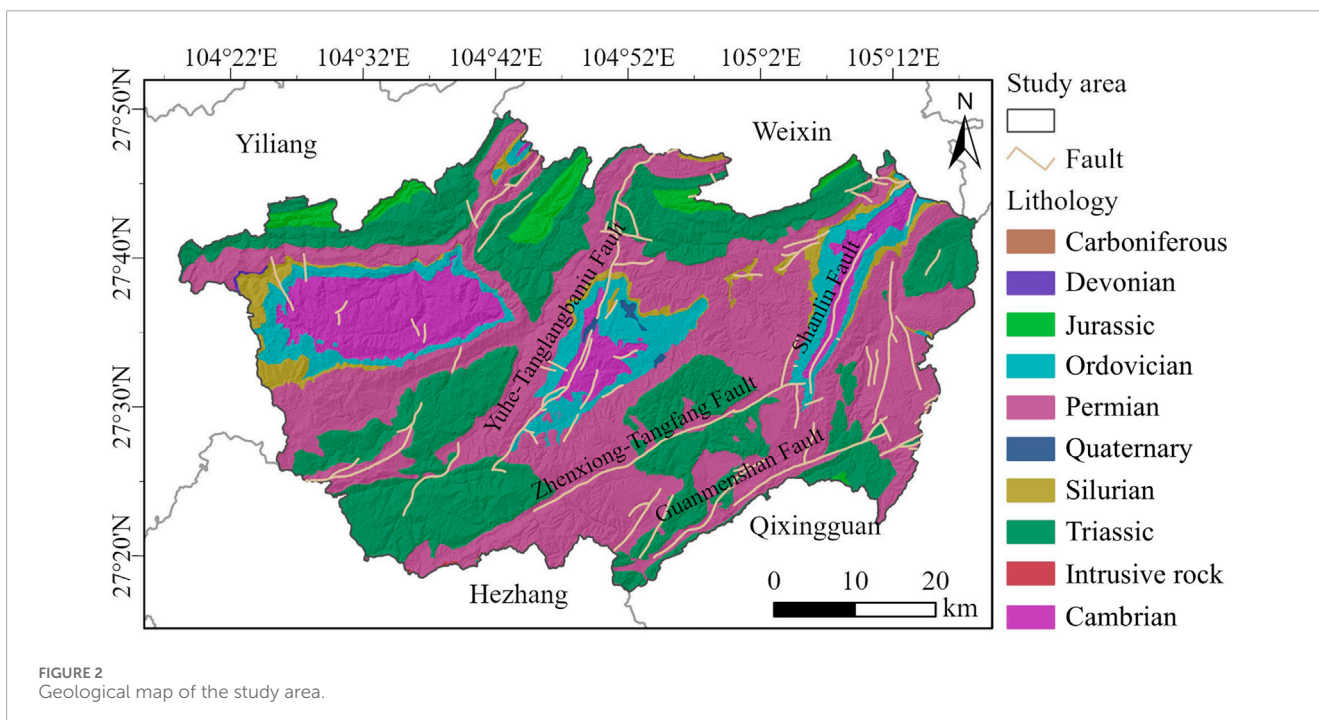 104°22'E 104°32'E 104°42'E 104°52'E 105°2'E 105°12'E
27°50'N
27°40'N
27°30'N
27°20'N
Yiliang
Weixin
N
Yuhe-Tanglangbaniu Fault
Shanlin Fault
Zhenxiong-Tangfang Fault
Guanmenshan Fault
Qixingguan
Hezhang
0 10 20
km
Study area
Fault
Lithology
Carboniferous
Devonian
Jurassic
Ordovician
Permian
Quaternary
Silurian
Triassic
Intrusive rock
Cambrian
FIGURE 2
Geological map of the study area.